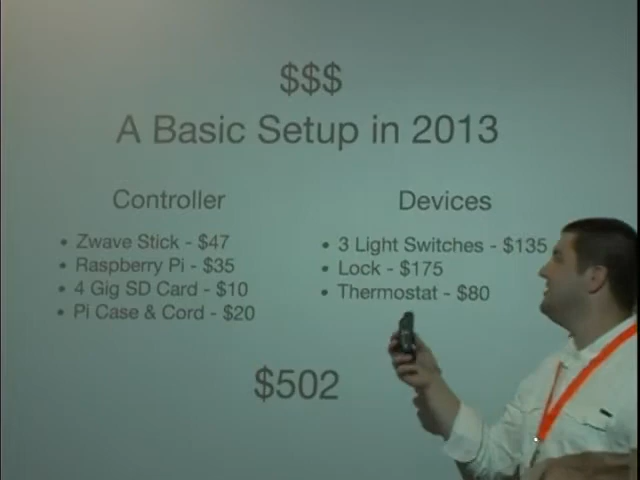 $$$
A Basic Setup in 2013
Controller
• Zwave Stick - $47
• Raspberry Pi - $35
• 4 Gig SD Card - $10
• Pi Case & Cord - $20
Devices
• 3 Light Switches - $135
• Lock - $175
• Thermostat - $80
$502